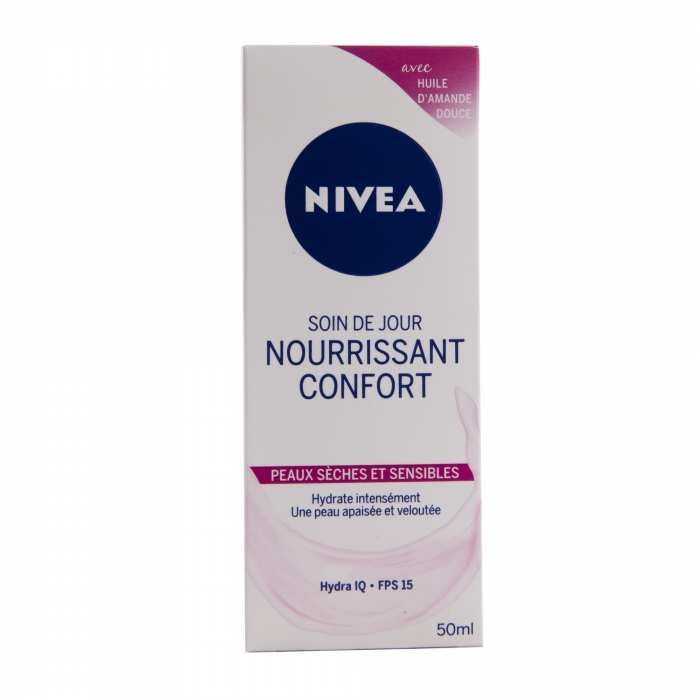 avec
HUILE
D'AMANDE
DOUCE
NIVEA
SOIN DE JOUR
NOURRISSANT
CONFORT
PEAUX SÈCHES ET SENSIBLES
Hydrate intensément
Une peau apaisée et veloutée
Hydra IQ • FPS 15
50ml